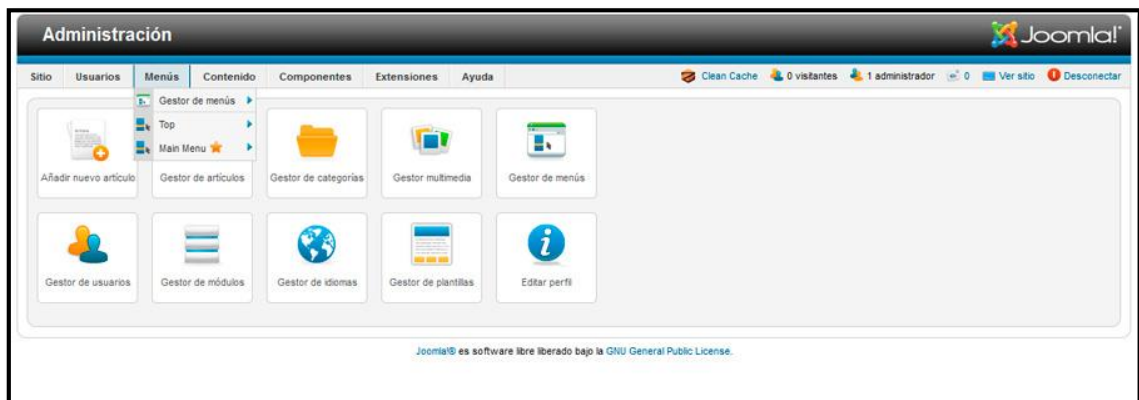 Administración
Joomla!
Sitio Usuarios Menús Contenido Componentes Extensiones Ayuda Clean Cache 0 visitantes 1 administrador 0 Ver sitio Desconectar
Gestor de menús
Top
Main Menu
Añadir nuevo artículo Gestor de artículos Gestor de categorías Gestor multimedia Gestor de menús
Gestor de usuarios Gestor de módulos Gestor de idiomas Gestor de plantillas Editar perfil
Joomla!® es software libre liberado bajo la GNU General Public License.